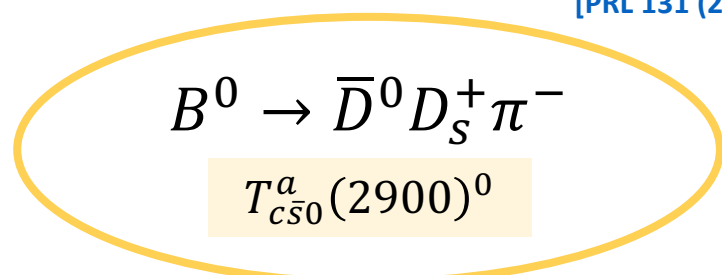 [PRL 131 (2
B⁰ → D̅⁰D_s⁺π⁻
T^a_{cs̅0}(2900)⁰